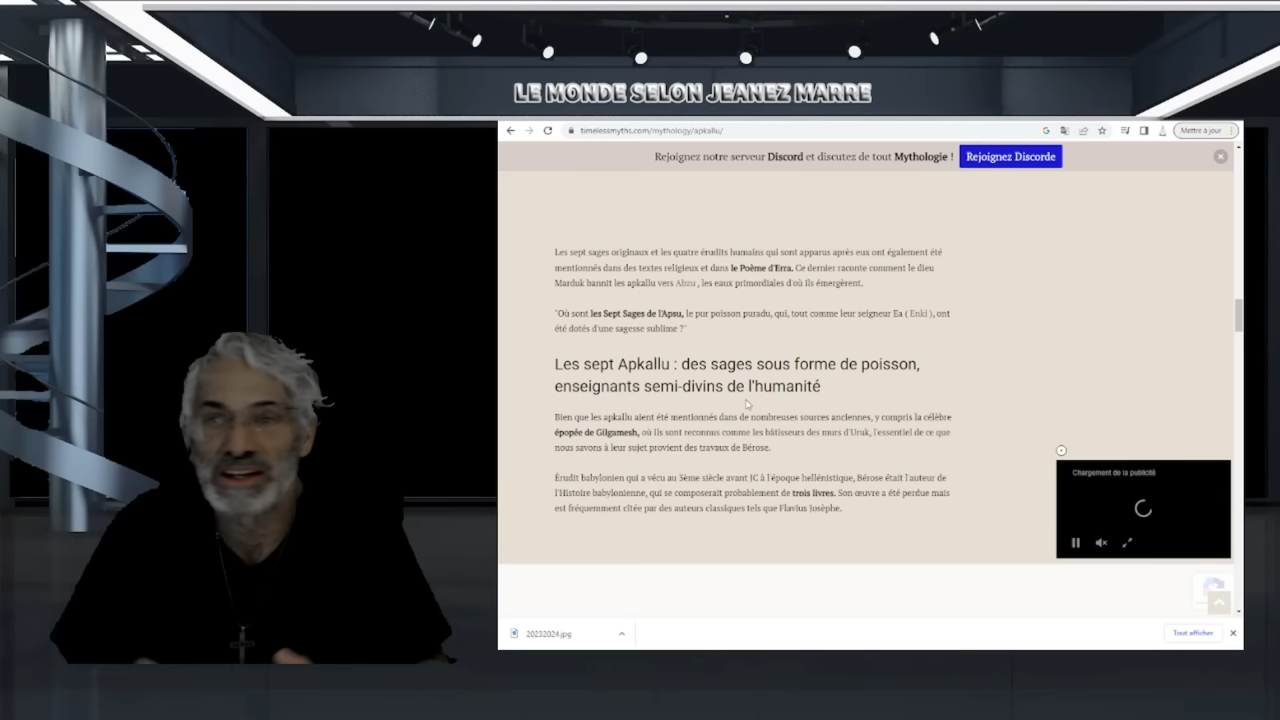 LE MONDE SELON JEANEZ MARRE
timelessmyths.com/mythology/apkallu/
Mettre à jour
Rejoignez notre serveur Discord et discutez de tout Mythologie !
Rejoignez Discorde
Les sept sages originaux et les quatre érudits humains qui sont apparus après eux ont également été
mentionnés dans des textes religieux et dans le Poème d'Erra. Ce dernier raconte comment le dieu
Marduk bannit les apkallu vers Abzu , les eaux primordiales d'où ils émergèrent.
"Où sont les Sept Sages de l'Apsu, le pur poisson puradu, qui, tout comme leur seigneur Ea ( Enki ), ont
été dotés d'une sagesse sublime ?"
Les sept Apkallu : des sages sous forme de poisson,
enseignants semi-divins de l'humanité
Bien que les apkallu aient été mentionnés dans de nombreuses sources anciennes, y compris la célèbre
épopée de Gilgamesh, où ils sont reconnus comme les bâtisseurs des murs d'Uruk, l'essentiel de ce que
nous savons à leur sujet provient des travaux de Bérose.
Érudit babylonien qui a vécu au 3ème siècle avant JC à l'époque hellénistique, Bérose était l'auteur de
l'Histoire babylonienne, qui se composerait probablement de trois livres. Son œuvre a été perdue mais
est fréquemment citée par des auteurs classiques tels que Flavius Josèphe.
Chargement de la publicité
20232024.jpg
Tout afficher